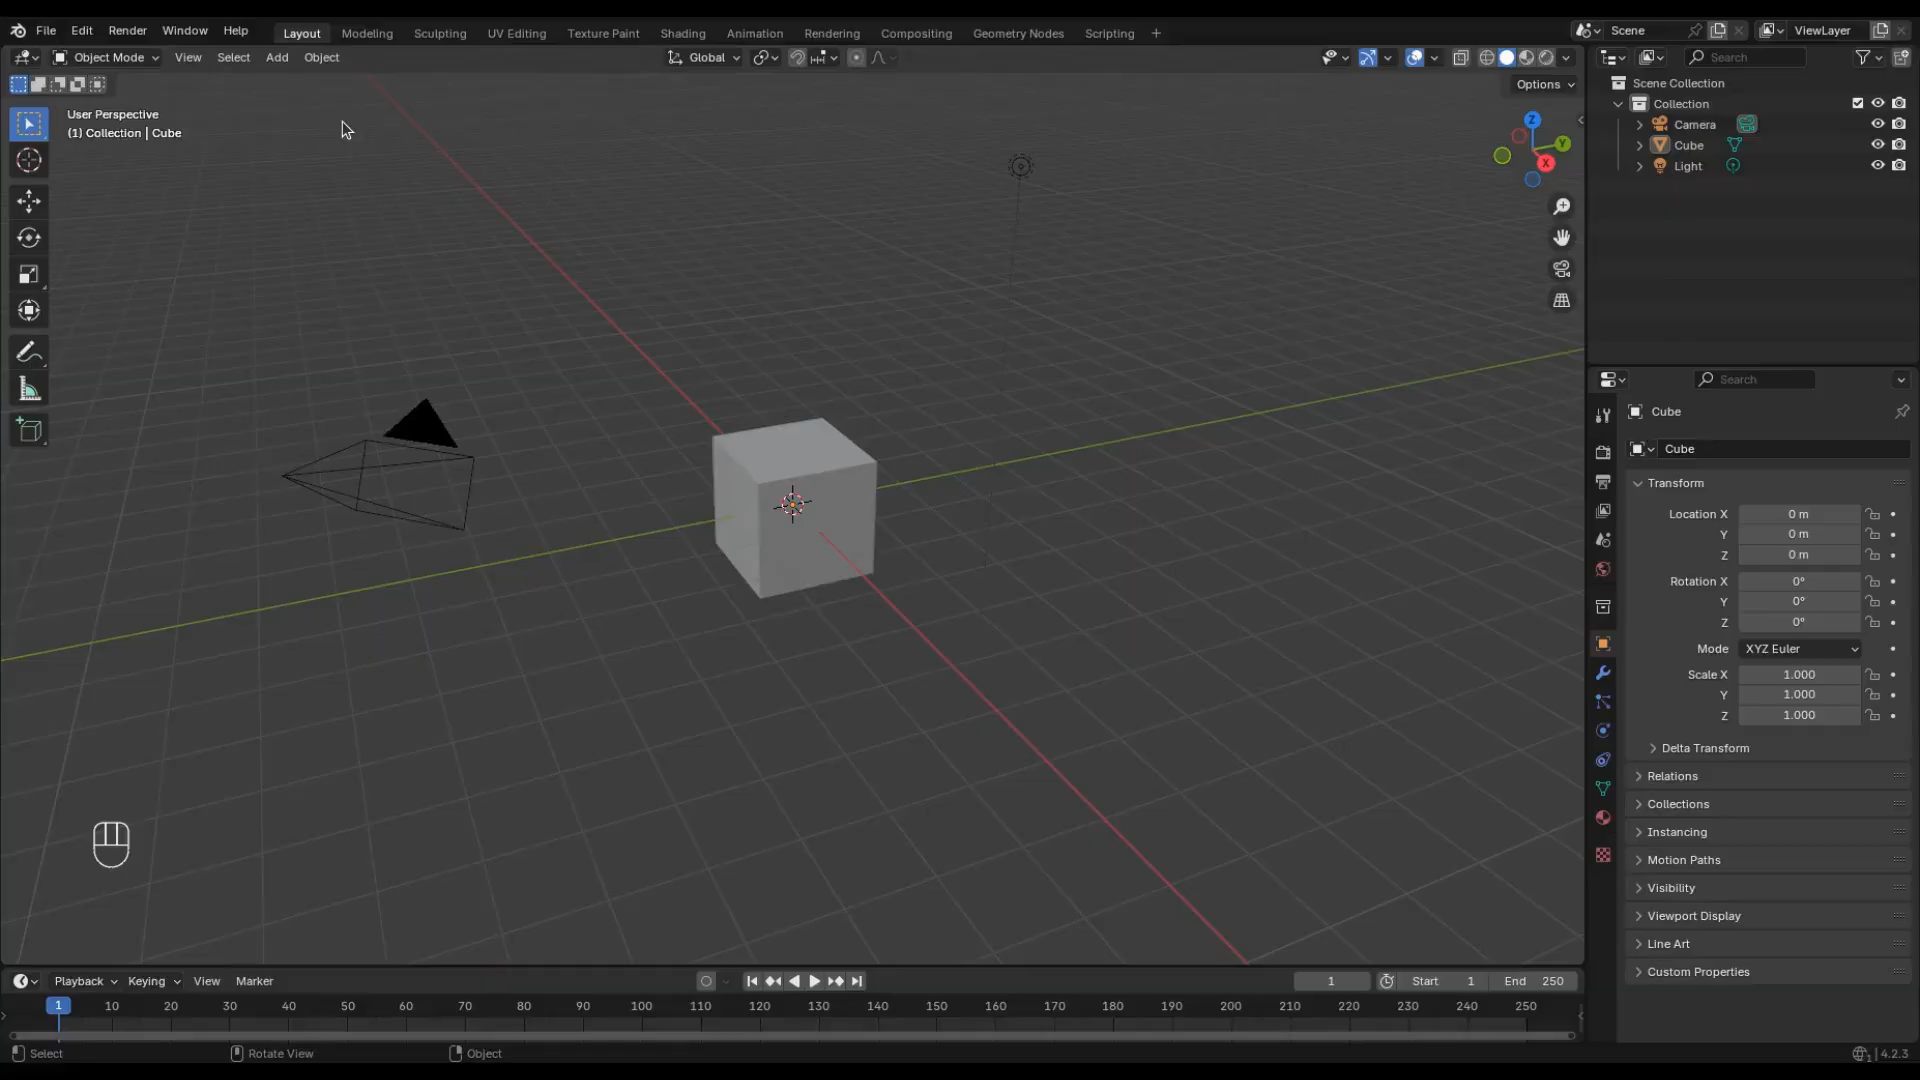 File Edit Render Window Help Layout Modeling Sculpting UV Editing Texture Paint Shading Animation Rendering Compositing Geometry Nodes Scripting + Scene ViewLayer
Object Mode View Select Add Object Global Search
Options
User Perspective
(1) Collection | Cube
Z
Y
X
Scene Collection
Collection
Camera
Cube
Light
Search
Cube
Cube
Transform
Location X 0 m
Y 0 m
Z 0 m
Rotation X 0°
Y 0°
Z 0°
Mode XYZ Euler
Scale X 1.000
Y 1.000
Z 1.000
Delta Transform
Relations
Collections
Instancing
Motion Paths
Visibility
Viewport Display
Line Art
Custom Properties
Playback Keying View Marker 1 Start 1 End 250
1 10 20 30 40 50 60 70 80 90 100 110 120 130 140 150 160 170 180 190 200 210 220 230 240 250
Select Rotate View Object 4.2.3